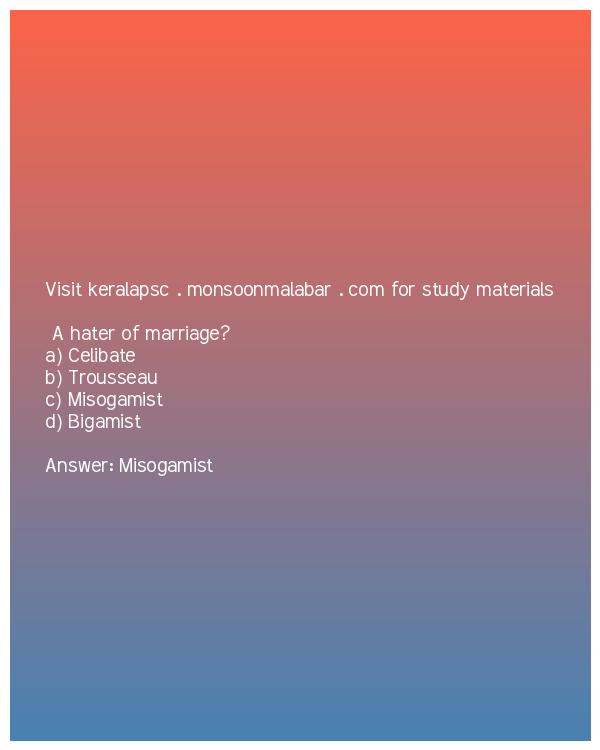 Visit keralapsc . monsoonmalabar . com for study materials
A hater of marriage?
a) Celibate
b) Trousseau
c) Misogamist
d) Bigamist
Answer: Misogamist